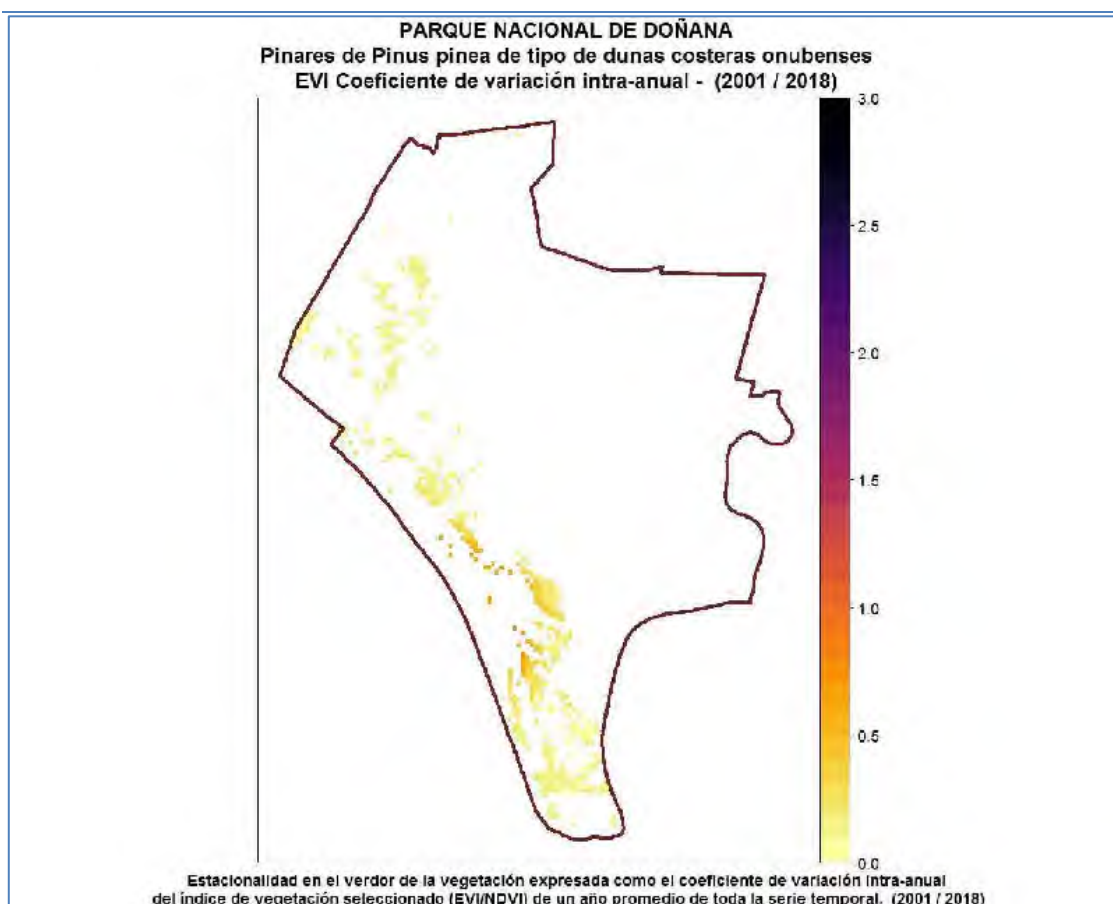 PARQUE NACIONAL DE DOÑANA
Pinares de Pinus pinea de tipo de dunas costeras onubenses
EVI Coeficiente de variación intra-anual - (2001 / 2018)
3.0
2.5
2.0
1.5
1.0
0.5
0.0
Estacionalidad en el verdor de la vegetación expresada como el coeficiente de variación intra-anual
del índice de vegetación seleccionado (EVI/NDVI) de un año promedio de toda la serie temporal. (2001 / 2018)